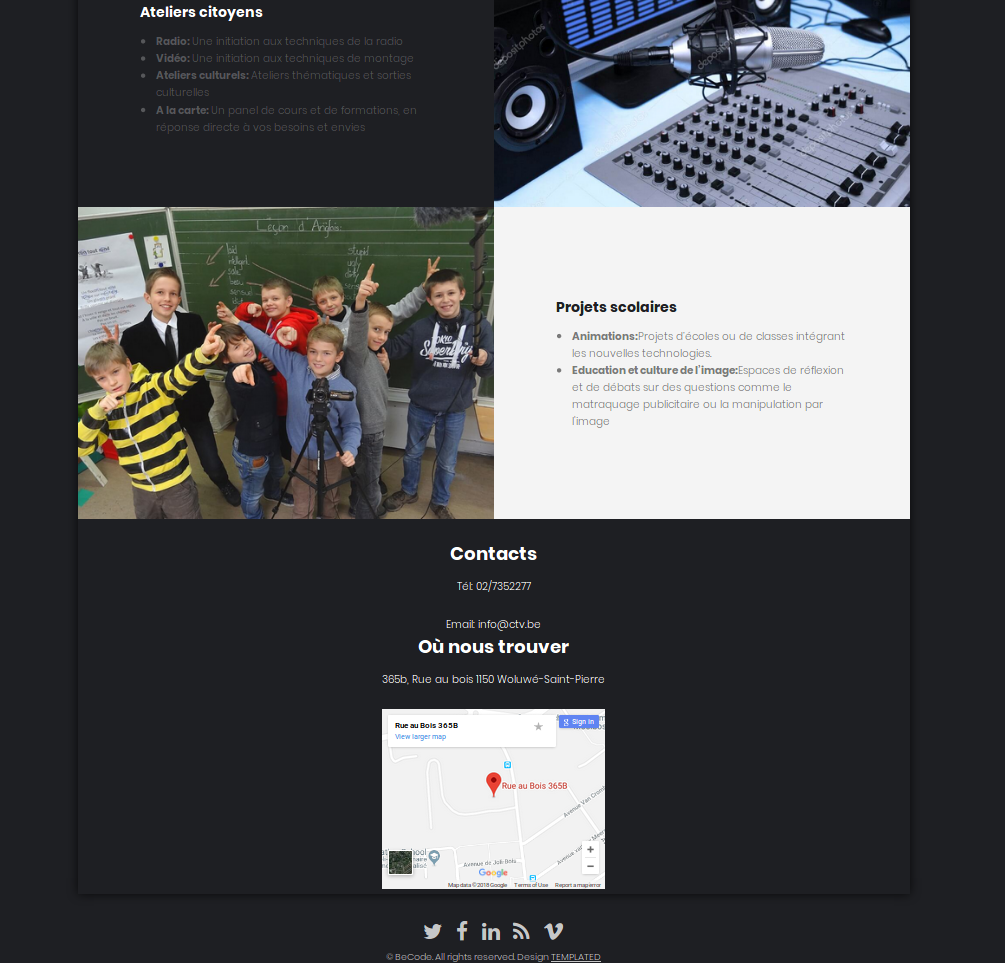 Ateliers citoyens
Radio: Une initiation aux techniques de la radio
Vidéo: Une initiation aux techniques de montage
Ateliers culturels: Ateliers thématiques et sorties
culturelles
A la carte: Un panel de cours et de formations, en
réponse directe à vos besoins et envies
depositphotos
Leçon d'Anglais:
stupid
ugly
Projets scolaires
Animations:Projets d'écoles ou de classes intégrant
les nouvelles technologies.
Education et culture de l'image:Espaces de réflexion
et de débats sur des questions comme le
matraquage publicitaire ou la manipulation par
l'image
Contacts
Tél: 02/7352277
Email: info@ctv.be
Où nous trouver
365b, Rue au bois 1150 Woluwé-Saint-Pierre
Rue au Bois 365B
View larger map
Sign in
Rue au Bois 365B
Avenue Van Cromb
Avenue de Joli-Bois
Google
Map data ©2018 Google Terms of Use Report a map error
© BeCode. All rights reserved. Design TEMPLATED